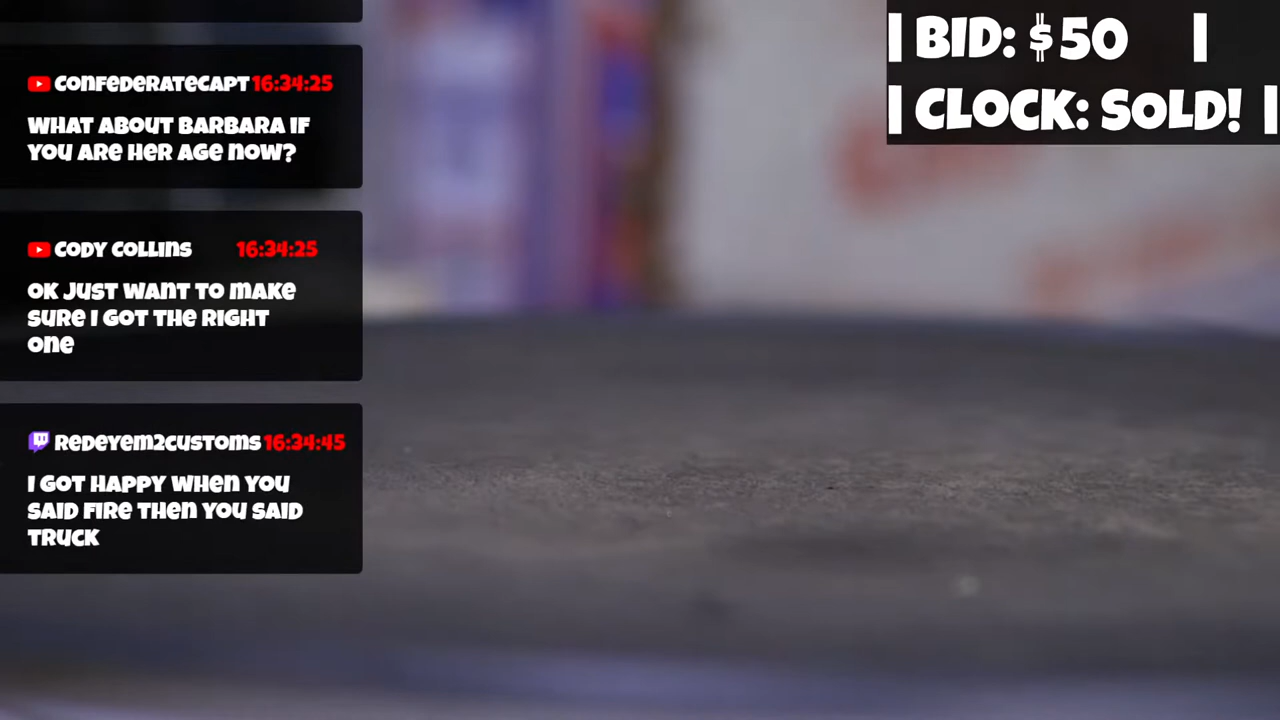 CONFEDERATECAPT 16:34:25
WHAT ABOUT BARBARA IF
YOU ARE HER AGE NOW?
CODY COLLINS 16:34:25
OK JUST WANT TO MAKE
SURE I GOT THE RIGHT
ONE
REDEYEM2CUSTOMS 16:34:45
I GOT HAPPY WHEN YOU
SAID FIRE THEN YOU SAID
TRUCK
| BID: $50 |
| CLOCK: SOLD! |